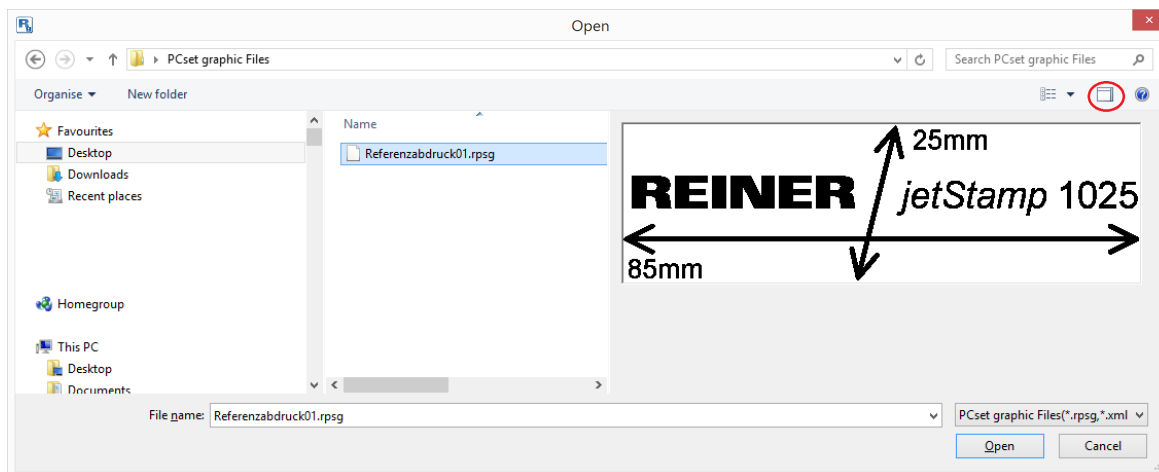 Open
PCset graphic Files
Search PCset graphic Files
Organise
New folder
Favourites
Desktop
Downloads
Recent places
Homegroup
This PC
Desktop
Documents
Name
Referenzabdruck01.rpsg
25mm
REINER jetStamp 1025
85mm
File name: Referenzabdruck01.rpsg
PCset graphic Files(*.rpsg,*.xml
Open
Cancel